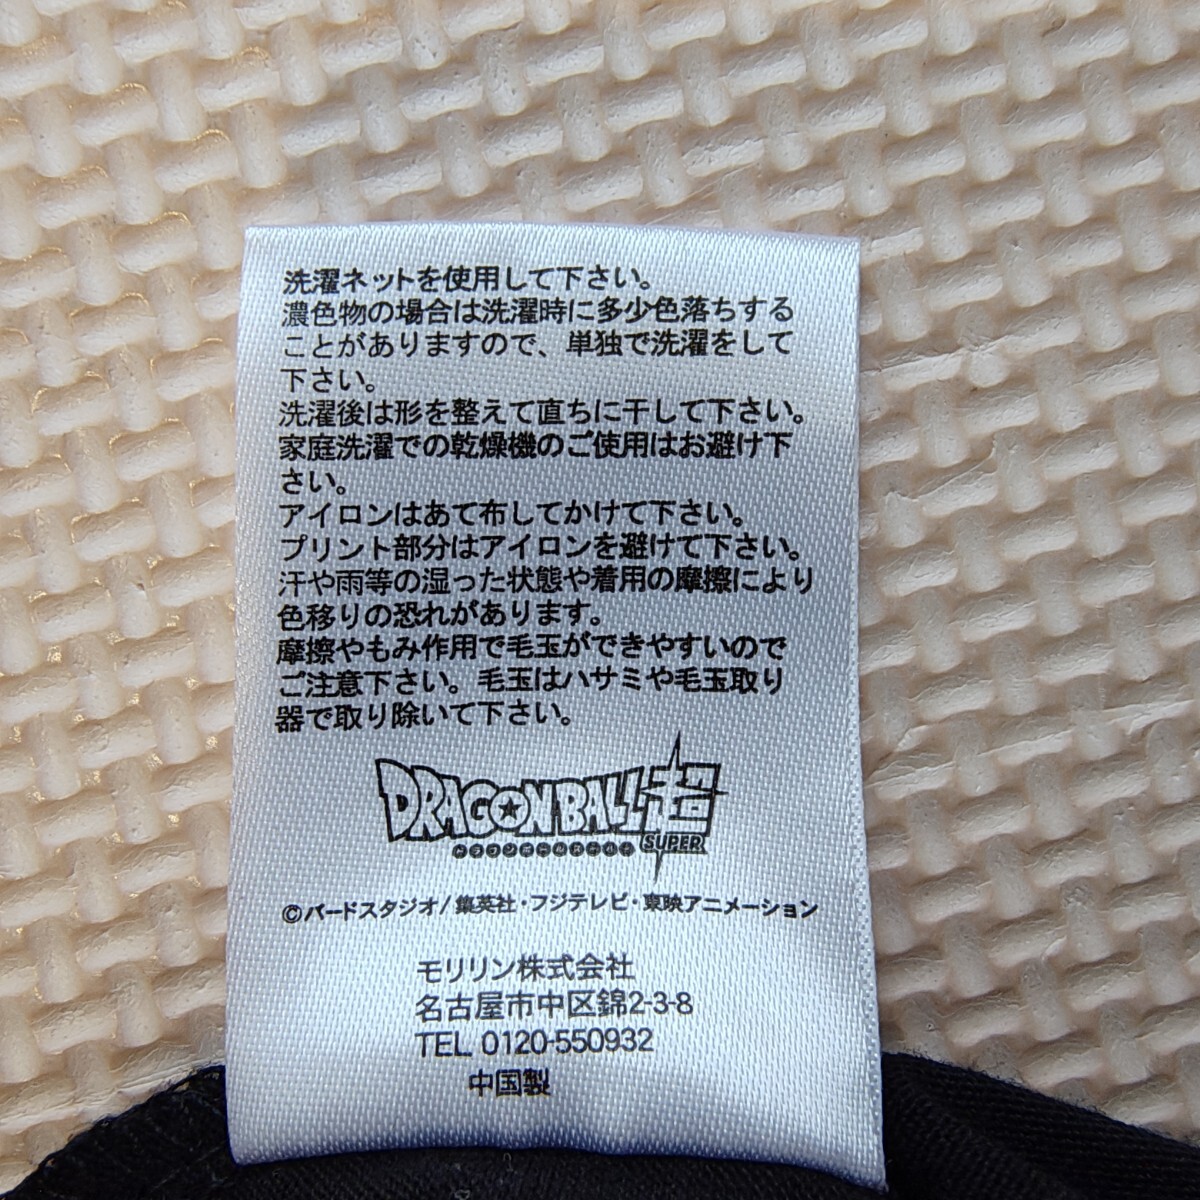 洗濯ネットを使用して下さい。
濃色物の場合は洗濯時に多少色落ちする
ことがありますので、単独で洗濯をして
下さい。
洗濯後は形を整えて直ちに干して下さい。
家庭洗濯での乾燥機のご使用はお避け下
さい。
アイロンはあて布してかけて下さい。
プリント部分はアイロンを避けて下さい。
汗や雨等の湿った状態や着用の摩擦により
色移りの恐れがあります。
摩擦やもみ作用で毛玉ができやすいので
ご注意下さい。毛玉はハサミや毛玉取り
器で取り除いて下さい。
DRAGONBALL超
ドラゴンボールスーパー SUPER
©バードスタジオ/集英社・フジテレビ・東映アニメーション
モリリン株式会社
名古屋市中区錦2-3-8
TEL 0120-550932
中国製